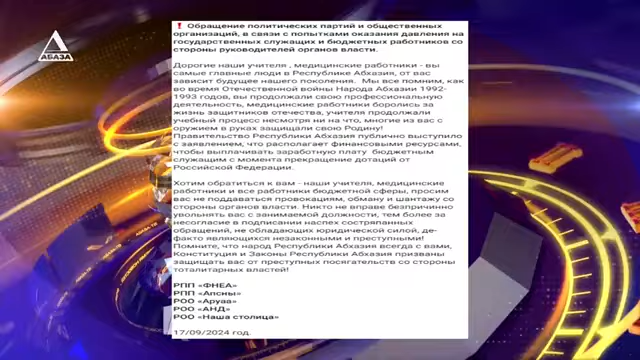 АБАЗА
❗ Обращение политических партий и общественных
организаций, в связи с попытками оказания давления на
государственных служащих и бюджетных работников со
стороны руководителей органов власти.
Дорогие наши учителя , медицинские работники - вы
самые главные люди в Республике Абхазия, от вас
зависит будущее нашего поколения. Мы все помним, как
во время Отечественной войны Народа Абхазии 1992-
1993 годов, вы продолжали свою профессиональную
деятельность, медицинские работники боролись за
жизнь защитников отечества, учителя продолжали
учебный процесс несмотря ни на что, многие из вас с
оружием в руках защищали свою Родину!
Правительство Республики Абхазия публично выступило
с заявлением, что располагает финансовыми ресурсами,
чтобы выплачивать заработную плату бюджетным
служащим с момента прекращение дотаций от
Российской Федерации.
Хотим обратиться к вам - наши учителя, медицинские
работники и все работники бюджетной сферы, просим
вас не поддаваться провокациям, обману и шантажу со
стороны органов власти. Никто не вправе беспричинно
увольнять вас с занимаемой должности, тем более за
несогласие в подписании наспех состряпанных
обращений, не обладающих юридической силой, де-
факто являющихся незаконными и преступными!
Помните, что народ Республики Абхазия всегда с вами,
Конституция и Законы Республики Абхазия призваны
защищать вас от преступных посягательств со стороны
тоталитарных властей!
РПП «ФНЕА»
РПП «Апсны»
РОО «Аруаа»
РОО «АНД»
РОО «Наша столица»
17/09/2024 год.